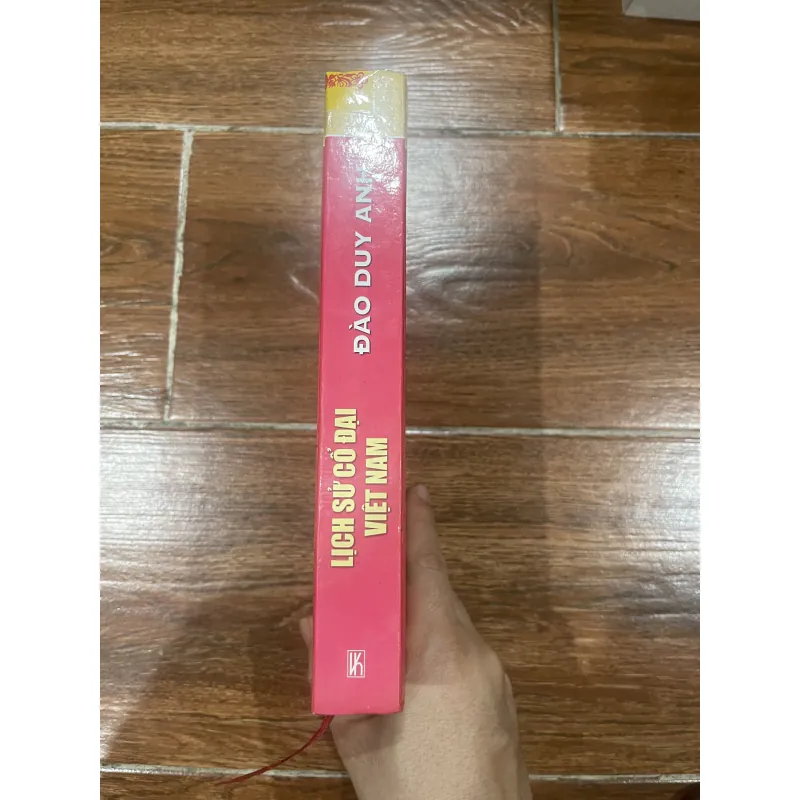 ĐÀO DUY ANH
LỊCH SỬ CỔ ĐẠI
VIỆT NAM